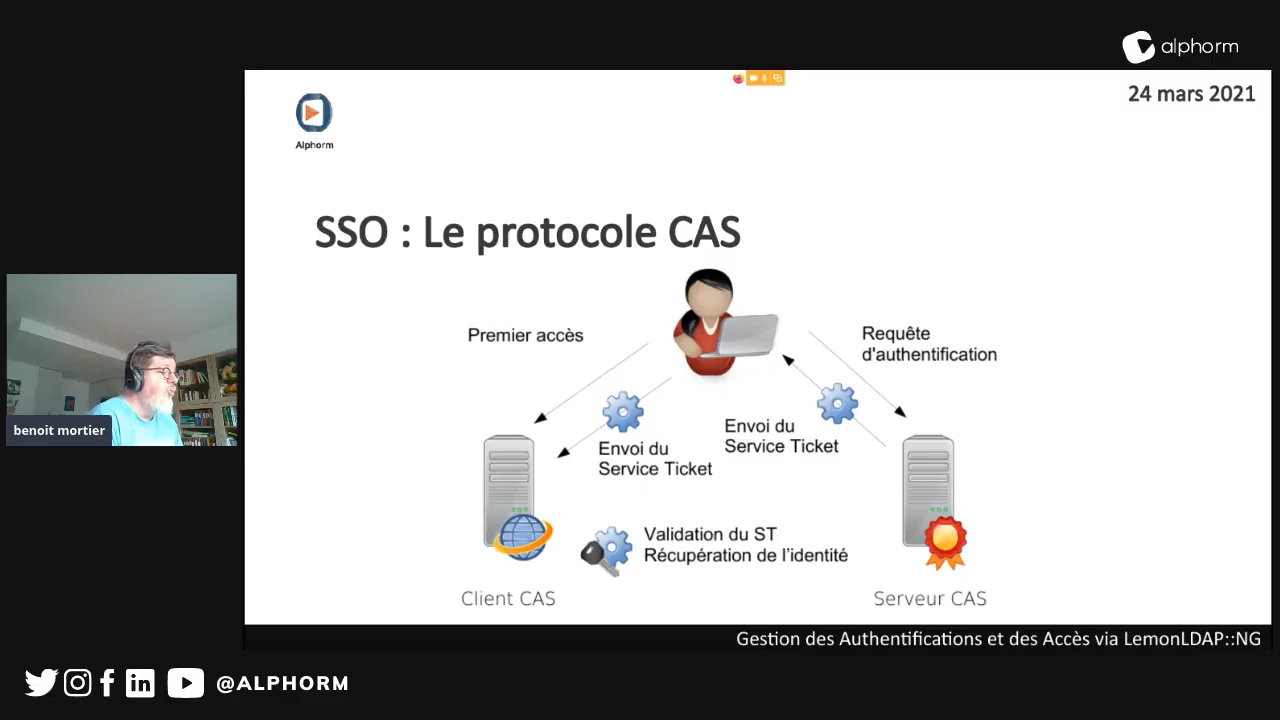 alphorm
24 mars 2021
Alphorm
SSO : Le protocole CAS
Premier accès
Requête
d'authentification
Envoi du
Service Ticket
Envoi du
Service Ticket
benoit mortier
Validation du ST
Récupération de l'identité
Client CAS
Serveur CAS
Gestion des Authentifications et des Accès via LemonLDAP::NG
@ALPHORM